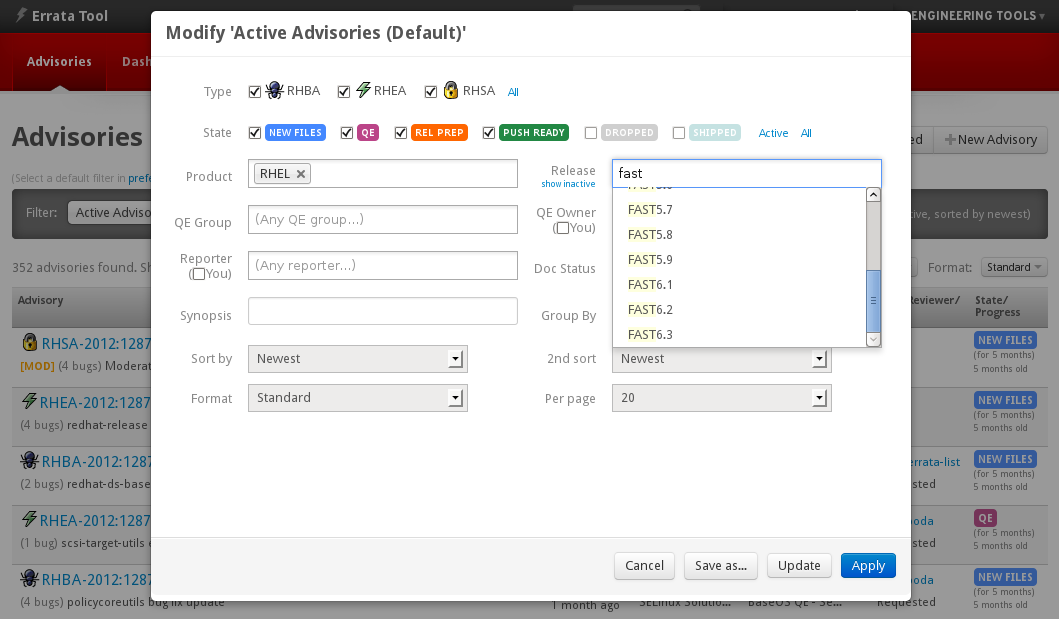 Errata Tool
ENGINEERING TOOLS
Advisories
Dash
Modify 'Active Advisories (Default)'
Type
RHBA
RHEA
RHSA
All
State
NEW FILES
QE
REL PREP
PUSH READY
DROPPED
SHIPPED
Active
All
Advisories
New Advisory
Product
RHEL
Release
show inactive
fast
(Select a default filter in prefe
Filter:
Active Adviso
ive, sorted by newest)
FAST5.7
FAST5.8
FAST5.9
FAST6.1
FAST6.2
FAST6.3
QE Group
(Any QE group...)
QE Owner
(You)
Reporter
(You)
(Any reporter...)
Doc Status
352 advisories found. Sh
Format:
Standard
Synopsis
Group By
Advisory
Reviewer/
State/
Progress
Sort by
Newest
2nd sort
Newest
Format
Standard
Per page
20
RHSA-2012:1287
[MOD] (4 bugs) Moderat
NEW FILES
(for 5 months)
5 months old
RHEA-2012:1287
(4 bugs) redhat-release
NEW FILES
(for 5 months)
5 months old
RHBA-2012:1287
(2 bugs) redhat-ds-base
errata-list
NEW FILES
(for 5 months)
5 months old
RHEA-2012:1287
(1 bug) scsi-target-utils e
QE
(for 5 months)
5 months old
RHBA-2012:1287
(4 bugs) policycoreutils bug fix update
1 month ago
SELinux Solutio...
BaseOS QE - Se...
Requested
NEW FILES
(for 5 months)
5 months old
Cancel
Save as...
Update
Apply